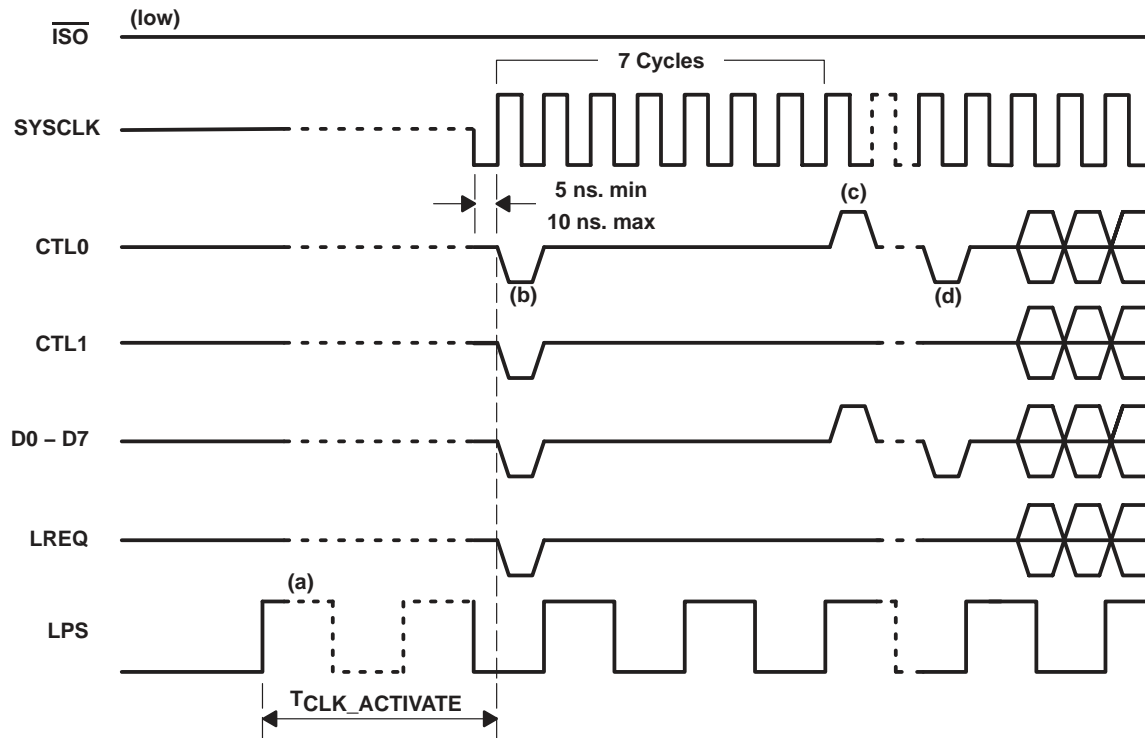 (low)
ISO
7 Cycles
SYSCLK
5 ns. min
10 ns. max
(c)
CTL0
(b)
(d)
CTL1
D0 – D7
LREQ
(a)
LPS
TCLK_ACTIVATE